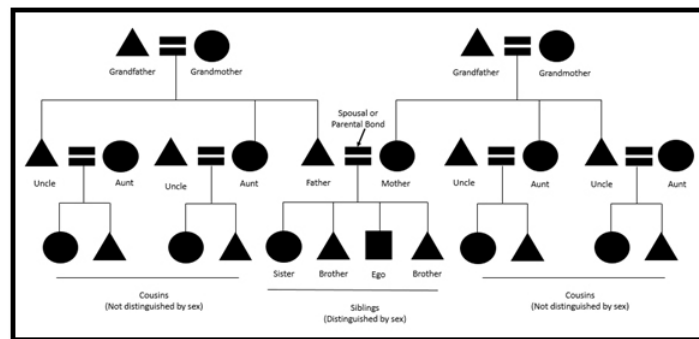 Grandfather Grandmother Grandfather Grandmother
Spousal or
Parental Bond
Uncle Aunt Uncle Aunt Father Mother Uncle Aunt Uncle Aunt
Sister Brother Ego Brother
Cousins
(Not distinguished by sex)
Siblings
(Distinguished by sex)
Cousins
(Not distinguished by sex)